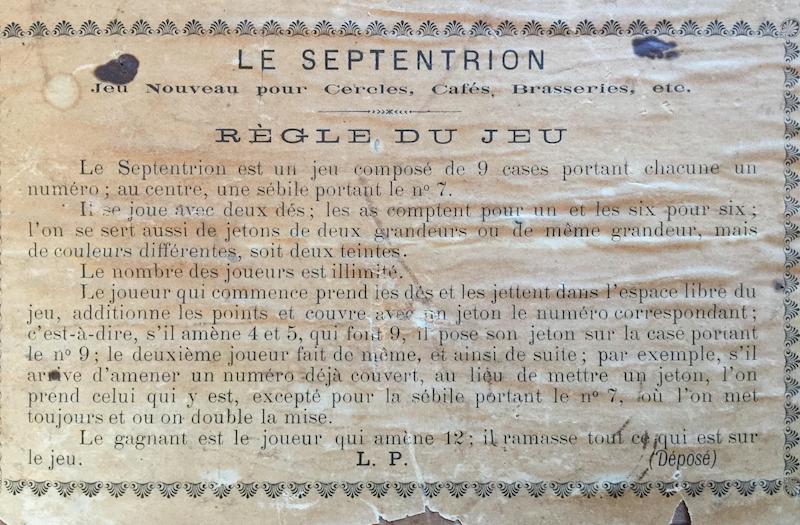 LE SEPTENTRION
Jeu Nouveau pour Cercles, Cafés, Brasseries, etc.
RÈGLE DU JEU
Le Septentrion est un jeu composé de 9 cases portant chacune un
numéro ; au centre, une sébile portant le nº 7.
Il se joue avec deux dés ; les as comptent pour un et les six pour six ;
l'on se sert aussi de jetons de deux grandeurs ou de même grandeur, mais
de couleurs différentes, soit deux teintes.
Le nombre des joueurs est illimité.
Le joueur qui commence prend les dés et les jettent dans l'espace libre du
jeu, additionne les points et couvre avec un jeton le numéro correspondant ;
c'est-à-dire, s'il amène 4 et 5, qui font 9, il pose son jeton sur la case portant
le nº 9 ; le deuxième joueur fait de même, et ainsi de suite ; par exemple, s'il
arrive d'amener un numéro déjà couvert, au lieu de mettre un jeton, l'on
prend celui qui y est, excepté pour la sébile portant le nº 7, où l'on met
toujours et ou on double la mise.
Le gagnant est le joueur qui amène 12 ; il ramasse tout ce qui est sur
le jeu.
L. P.
(Déposé)